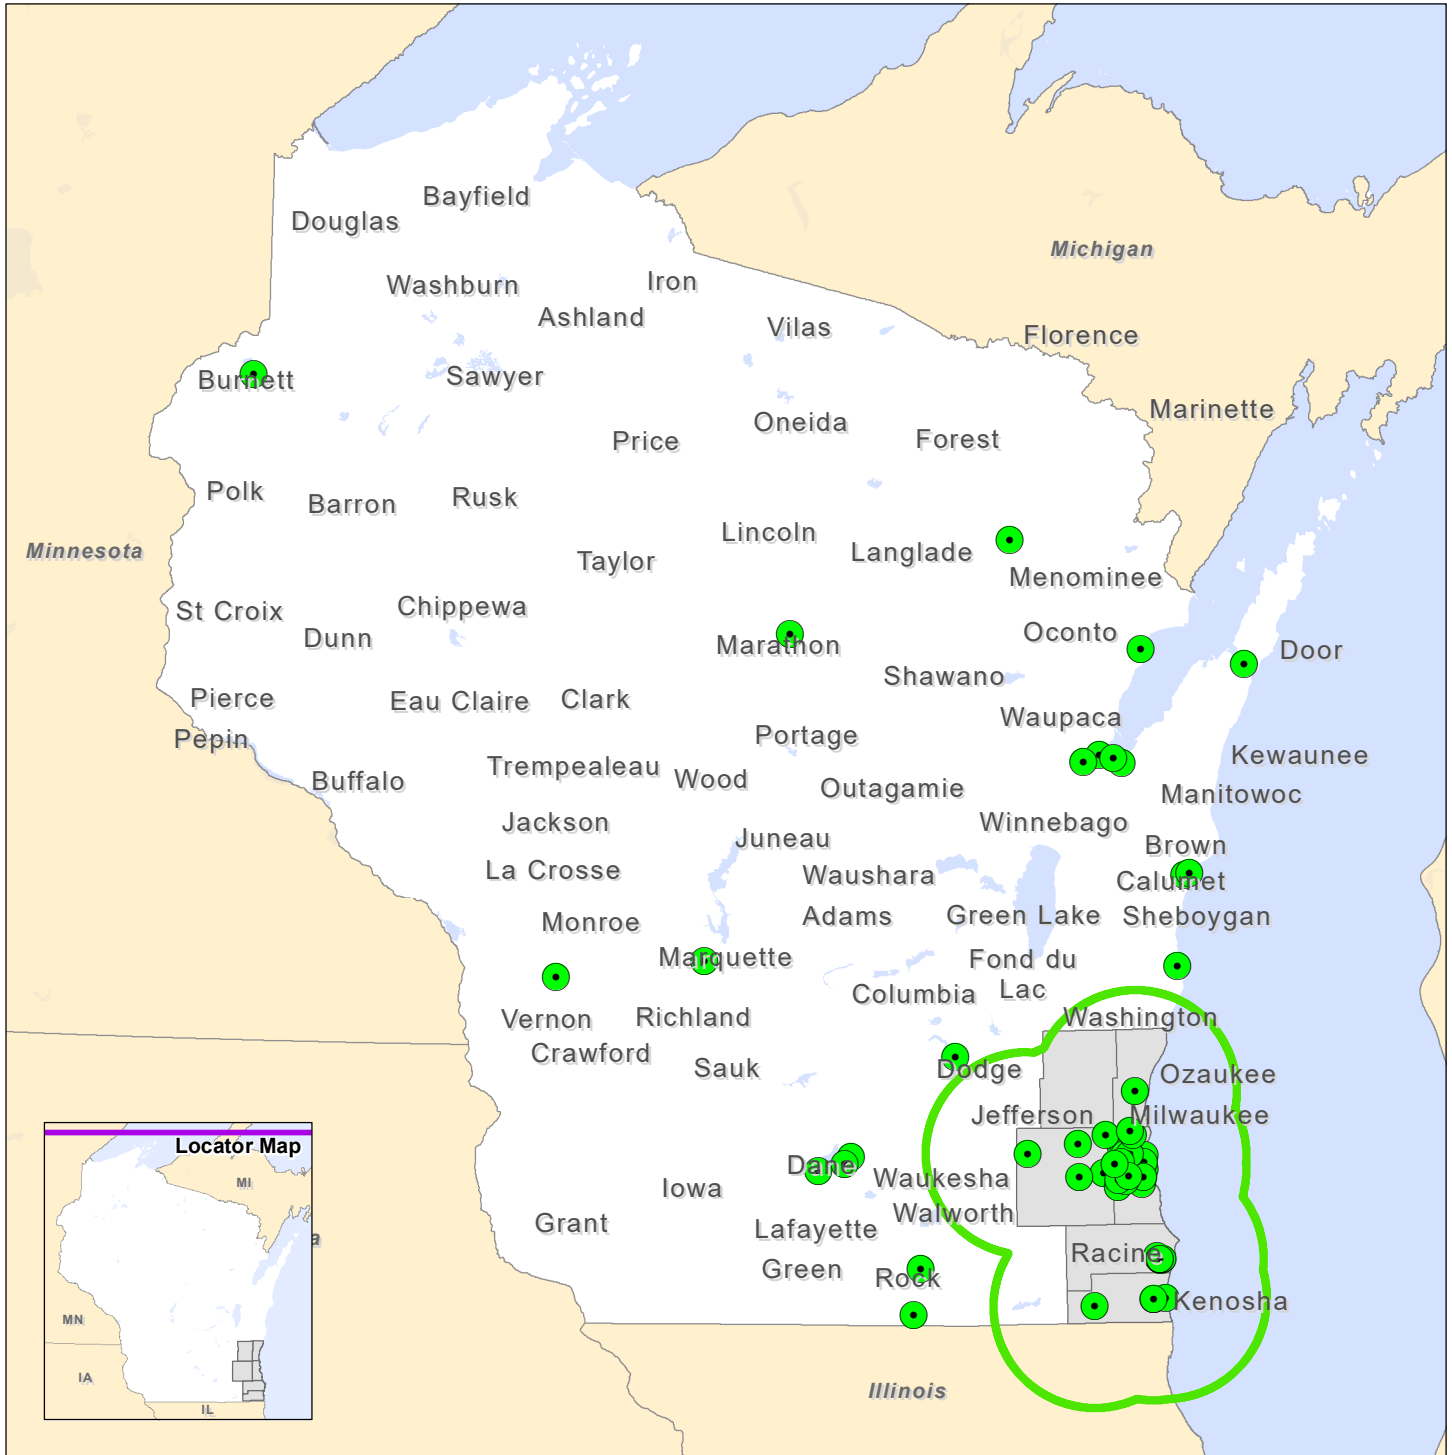 Bayfield
Douglas
Michigan
Iron
Washburn
Ashland
Vilas
Florence
Burnett
Sawyer
Marinette
Oneida
Forest
Price
Polk
Rusk
Barron
Lincoln
Minnesota
Langlade
Taylor
Menominee
Chippewa
St Croix
Dunn
Oconto
Marathon
Door
Shawano
Pierce
Eau Claire
Clark
Waupaca
Pepin
Portage
Kewaunee
Trempealeau
Wood
Buffalo
Outagamie
Manitowoc
Jackson
Winnebago
Juneau
Brown
La Crosse
Waushara
Calumet
Monroe
Adams
Green Lake
Sheboygan
Marquette
Fond du
Lac
Columbia
Vernon
Richland
Washington
Crawford
Sauk
Dodge
Ozaukee
Jefferson
Milwaukee
Dane
Waukesha
Iowa
Walworth
Grant
Lafayette
Racine
Green
Rock
Kenosha
Illinois
Locator Map
MI
a
MN
IA
IL